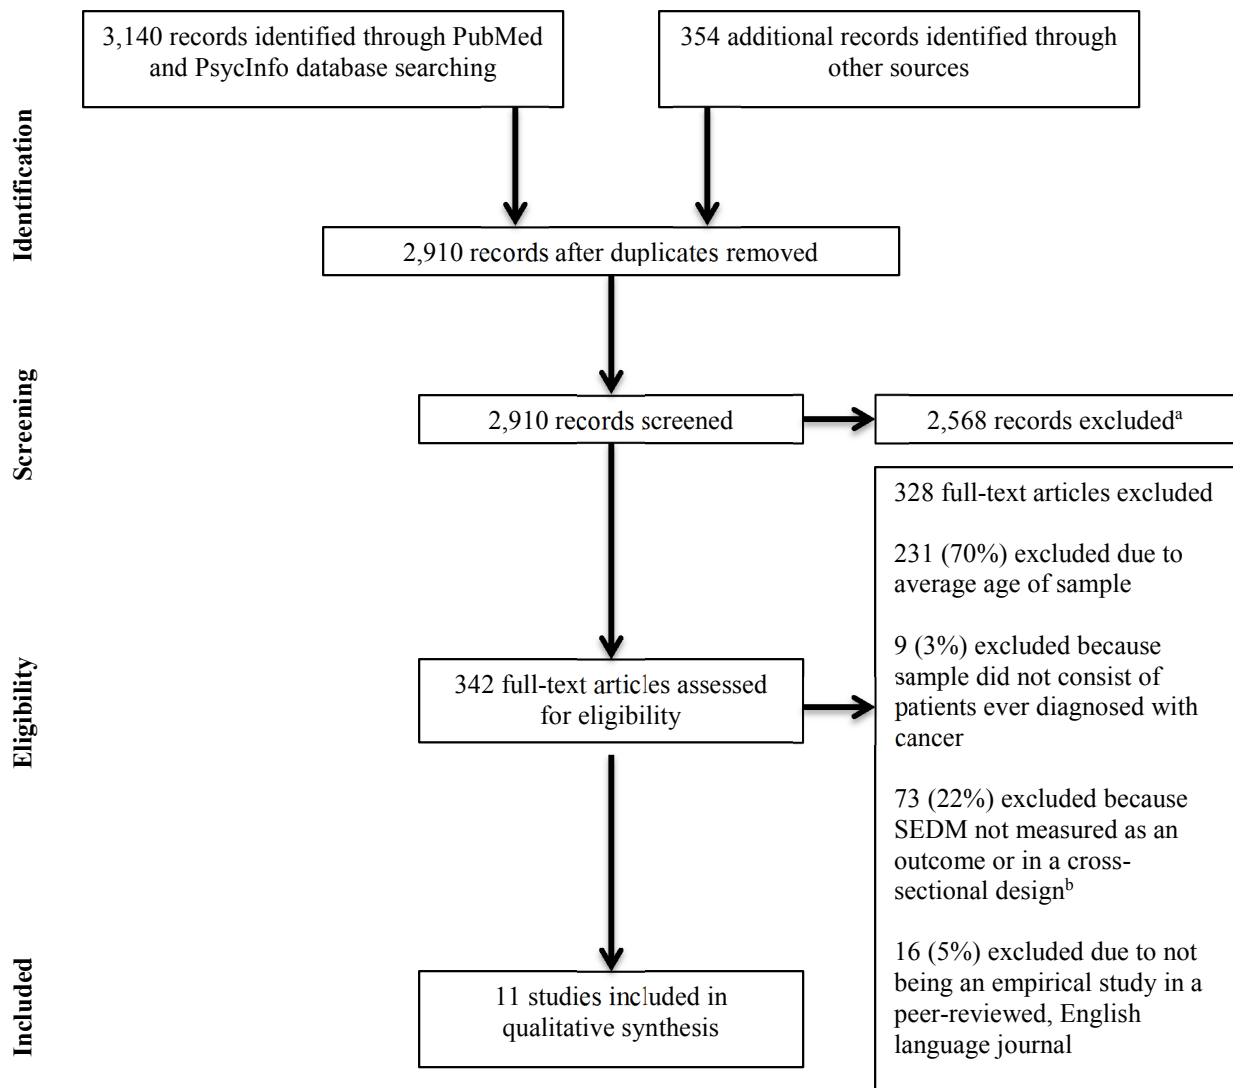 3,140 records identified through PubMed
and PsycInfo database searching
354 additional records identified through
other sources
Identification
2,910 records after duplicates removed
Screening
2,910 records screened
2,568 records excludedᵃ
328 full-text articles excluded
231 (70%) excluded due to
average age of sample
9 (3%) excluded because
sample did not consist of
patients ever diagnosed with
cancer
73 (22%) excluded because
SEDM not measured as an
outcome or in a cross-
sectional designᵇ
16 (5%) excluded due to not
being an empirical study in a
peer-reviewed, English
language journal
Eligibility
342 full-text articles assessed
for eligibility
Included
11 studies included in
qualitative synthesis